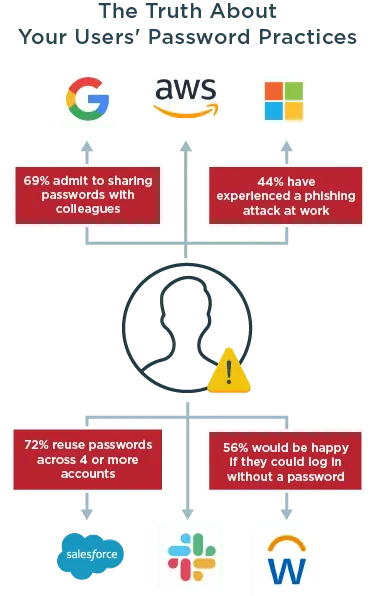 The Truth About
Your Users' Password Practices
aws
69% admit to sharing
passwords with
colleagues
44% have
experienced a phishing
attack at work
!
72% reuse passwords
across 4 or more
accounts
56% would be happy
if they could log in
without a password
salesforce